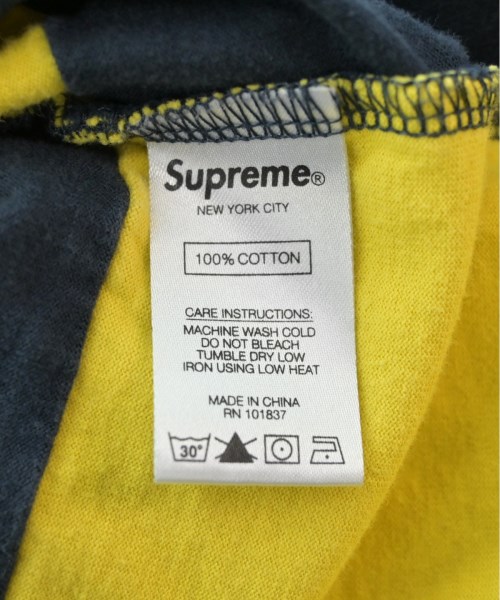 Supreme®
NEW YORK CITY
100% COTTON
CARE INSTRUCTIONS:
MACHINE WASH COLD
DO NOT BLEACH
TUMBLE DRY LOW
IRON USING LOW HEAT
MADE IN CHINA
RN 101837
30°